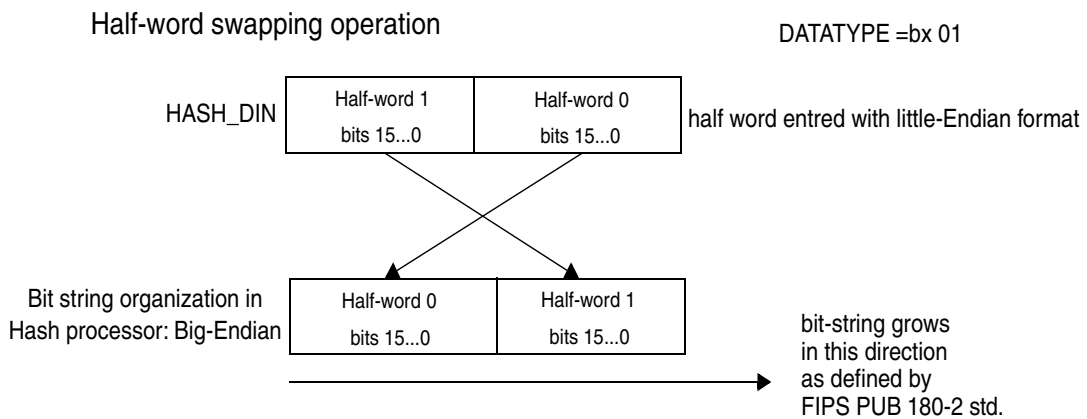 Half-word swapping operation
DATATYPE =bx 01
HASH_DIN
Half-word 1
bits 15...0
Half-word 0
bits 15...0
half word entred with little-Endian format
Bit string organization in
Hash processor: Big-Endian
Half-word 0
bits 15...0
Half-word 1
bits 15...0
bit-string grows
in this direction
as defined by
FIPS PUB 180-2 std.